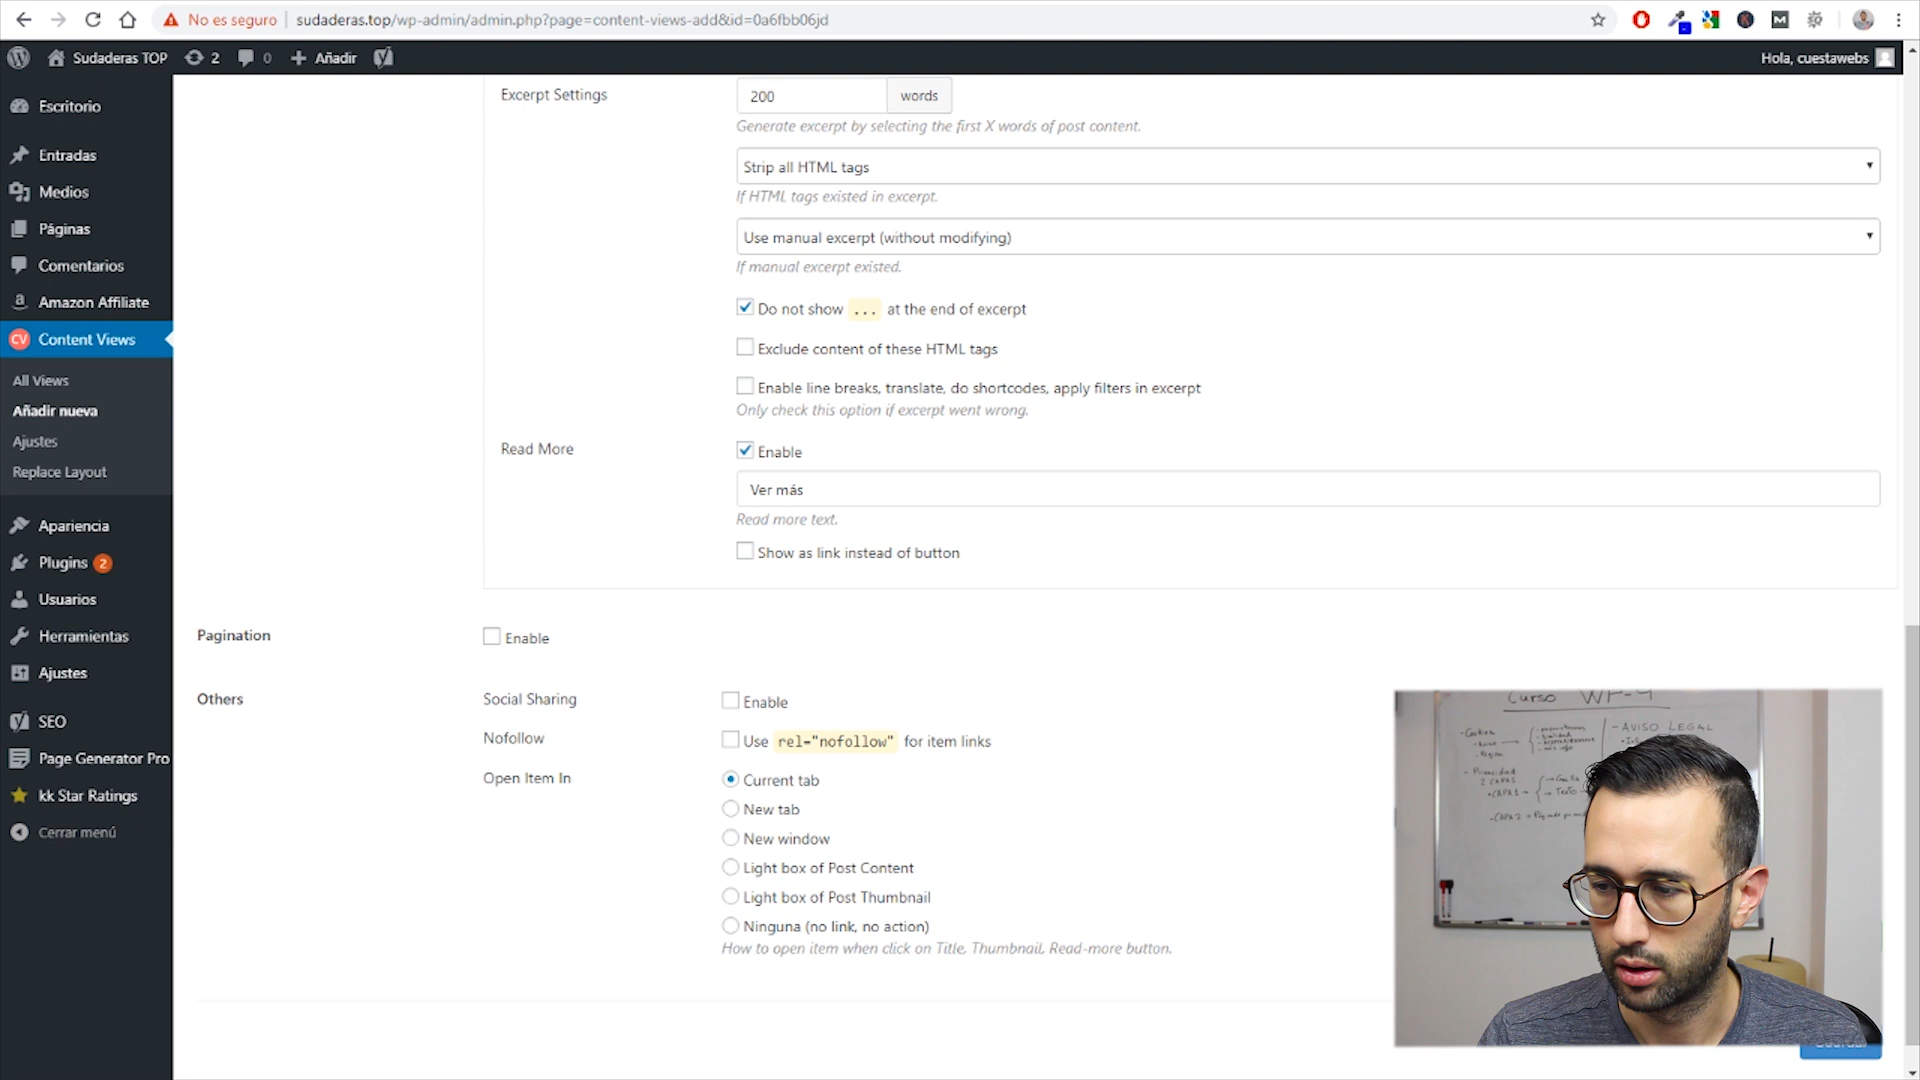 No es seguro
sudaderas.top/wp-admin/admin.php?page=content-views-add&id=0a6fbb06jd
Sudaderas TOP
2
0
Añadir
Hola, cuestawebs
Escritorio
Entradas
Medios
Páginas
Comentarios
Amazon Affiliate
CV Content Views
All Views
Añadir nueva
Ajustes
Replace Layout
Apariencia
Plugins 2
Usuarios
Herramientas
Ajustes
SEO
Page Generator Pro
kk Star Ratings
Cerrar menú
Excerpt Settings
200 words
Generate excerpt by selecting the first X words of post content.
Strip all HTML tags
If HTML tags existed in excerpt.
Use manual excerpt (without modifying)
If manual excerpt existed.
Do not show ... at the end of excerpt
Exclude content of these HTML tags
Enable line breaks, translate, do shortcodes, apply filters in excerpt
Only check this option if excerpt went wrong.
Read More
Enable
Ver más
Read more text.
Show as link instead of button
Pagination
Enable
Others
Social Sharing
Enable
Nofollow
Use rel="nofollow" for item links
Open Item In
Current tab
New tab
New window
Light box of Post Content
Light box of Post Thumbnail
Ninguna (no link, no action)
How to open item when click on Title, Thumbnail, Read-more button.
Curso WP-4
- Cookies
- AVISO LEGAL
- Privacidad
2 CAPAS